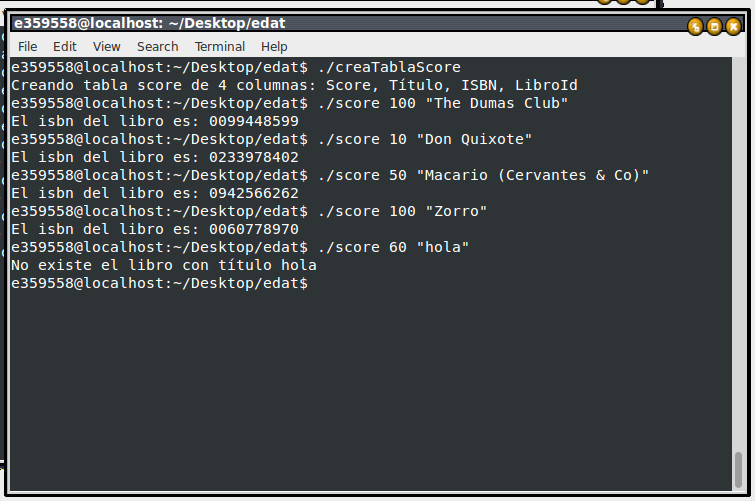 e359558@localhost: ~/Desktop/edat
File Edit View Search Terminal Help
e359558@localhost:~/Desktop/edat$ ./creaTablaScore
Creando tabla score de 4 columnas: Score, Título, ISBN, LibroId
e359558@localhost:~/Desktop/edat$ ./score 100 "The Dumas Club"
El isbn del libro es: 0099448599
e359558@localhost:~/Desktop/edat$ ./score 10 "Don Quixote"
El isbn del libro es: 0233978402
e359558@localhost:~/Desktop/edat$ ./score 50 "Macario (Cervantes & Co)"
El isbn del libro es: 0942566262
e359558@localhost:~/Desktop/edat$ ./score 100 "Zorro"
El isbn del libro es: 0060778970
e359558@localhost:~/Desktop/edat$ ./score 60 "hola"
No existe el libro con título hola
e359558@localhost:~/Desktop/edat$